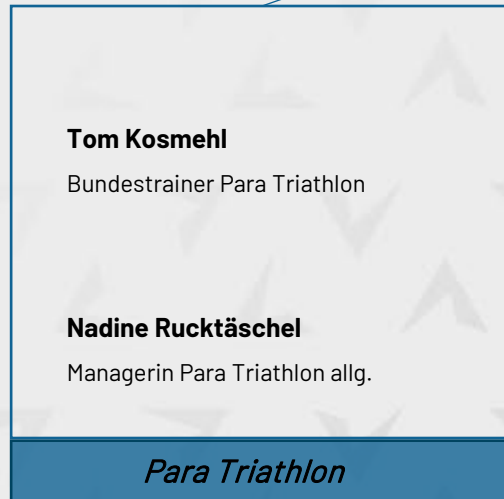 Tom Kosmehl
Bundestrainer Para Triathlon
Nadine Rucktäschel
Managerin Para Triathlon allg.
Para Triathlon